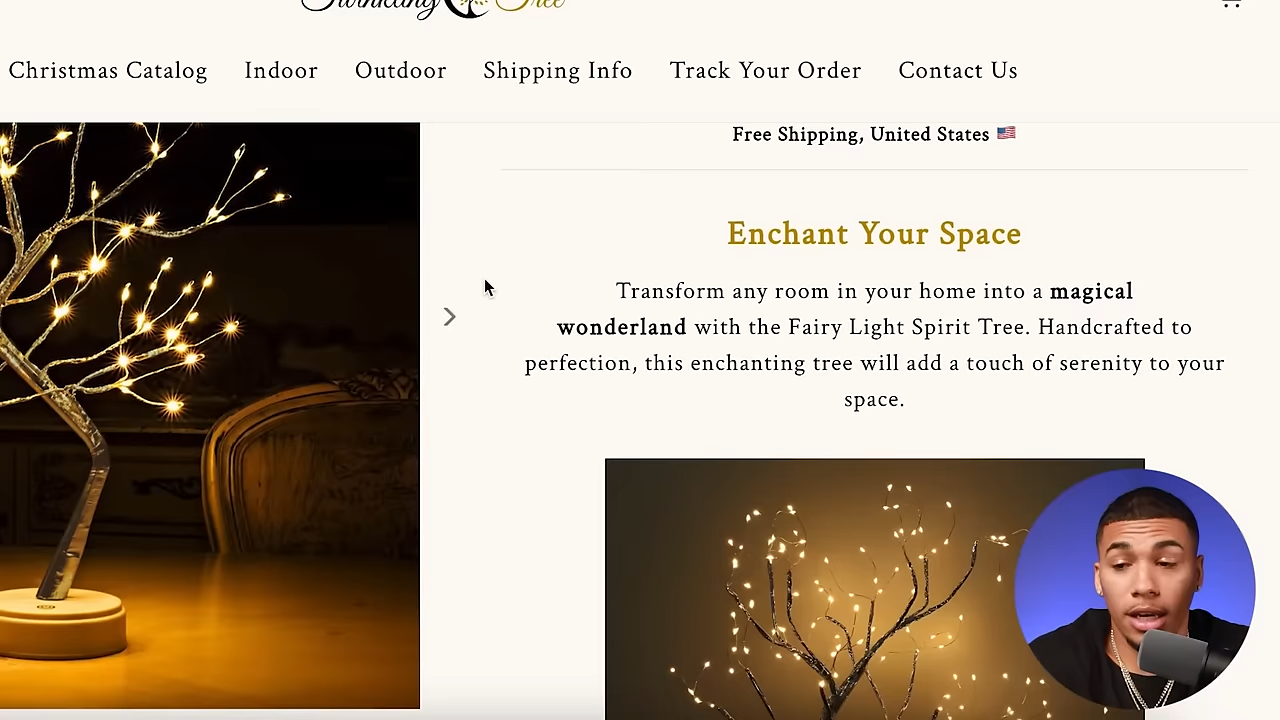 Twinkling Tree
Christmas Catalog Indoor Outdoor Shipping Info Track Your Order Contact Us
Free Shipping, United States 🇺🇸
Enchant Your Space
Transform any room in your home into a magical
wonderland with the Fairy Light Spirit Tree. Handcrafted to
perfection, this enchanting tree will add a touch of serenity to your
space.